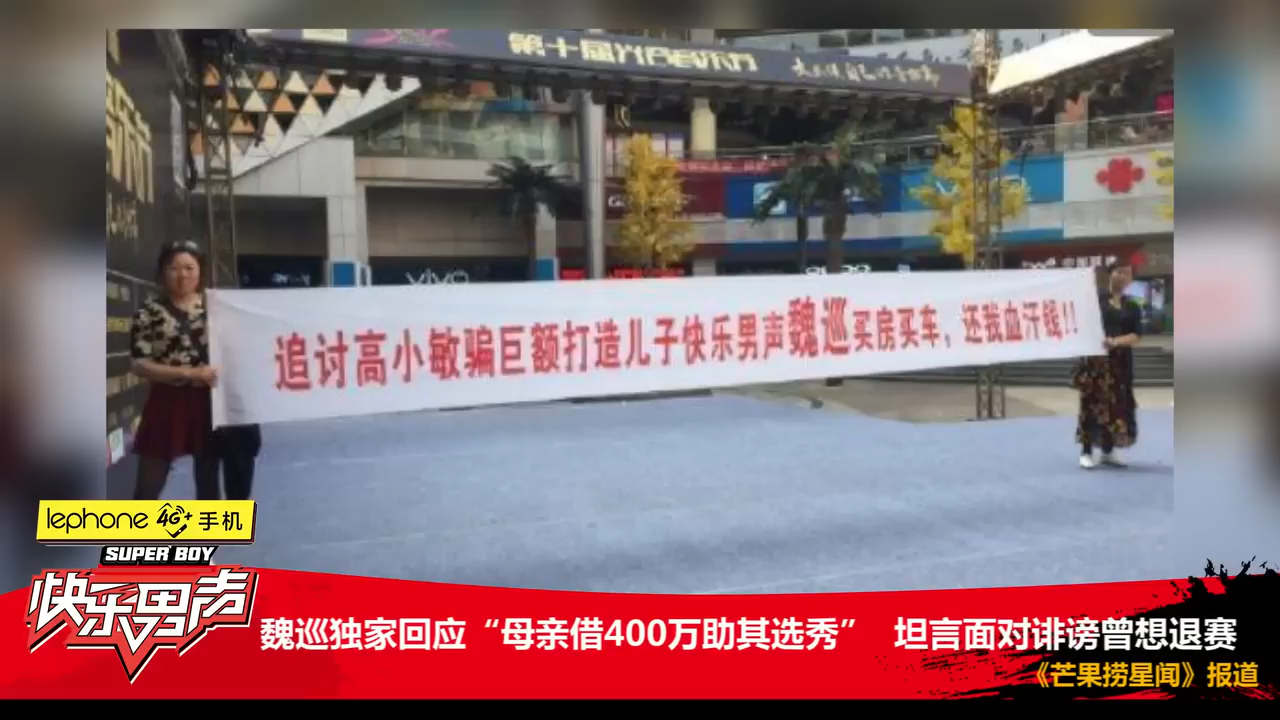 第十届
vivo
追讨高小敏骗巨额打造儿子快乐男声魏巡买房买车，还我血汗钱!!
lephone 4G+ 手机
SUPER BOY
快乐男声
魏巡独家回应“母亲借400万助其选秀” 坦言面对诽谤曾想退赛
《芒果捞星闻》报道